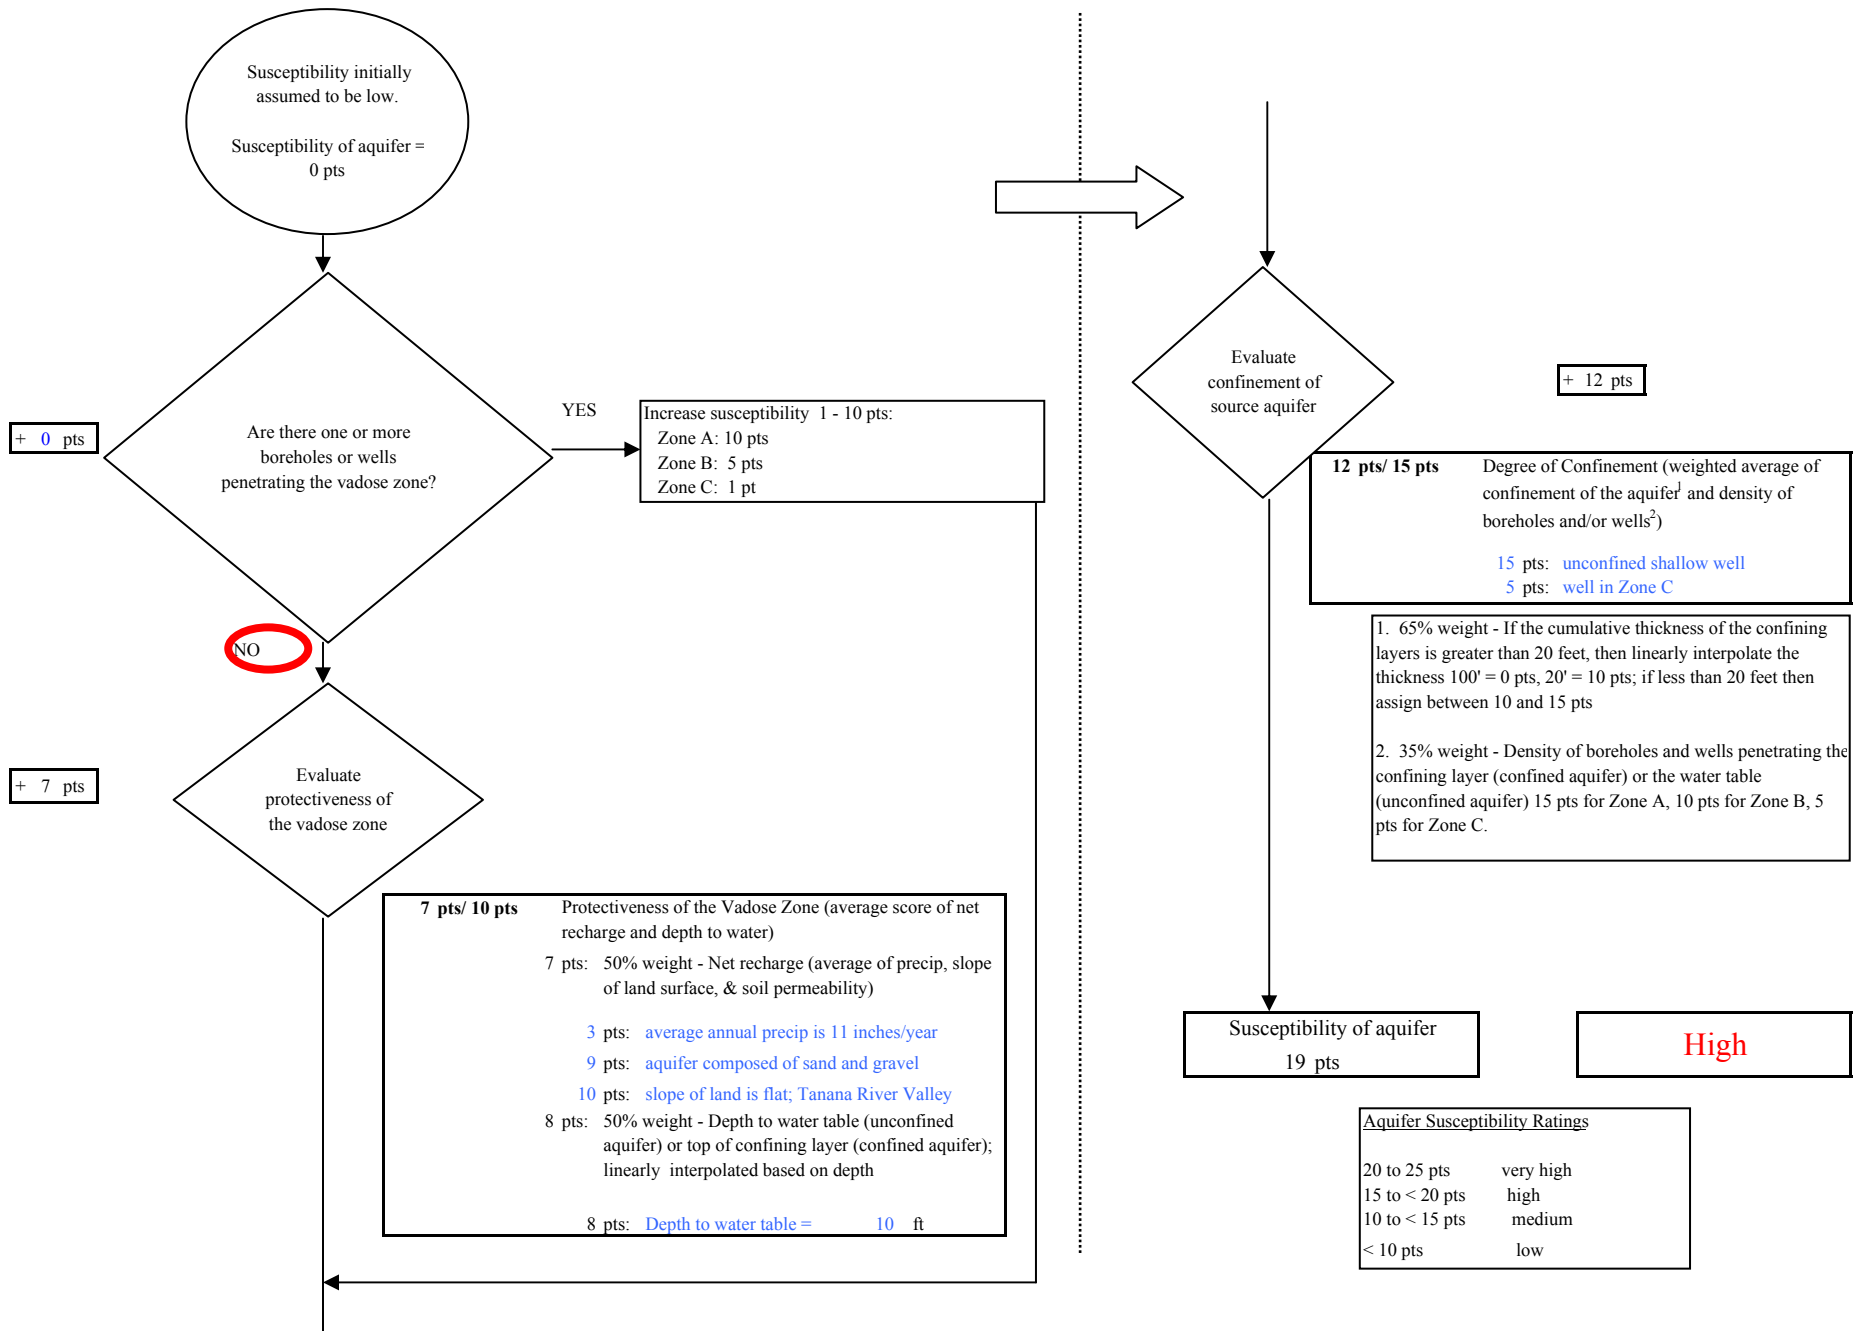 Susceptibility initially
assumed to be low.
Susceptibility of aquifer =
0 pts
Are there one or more
boreholes or wells
penetrating the vadose zone?
+ 0 pts
YES
Increase susceptibility 1 - 10 pts:
Zone A: 10 pts
Zone B: 5 pts
Zone C: 1 pt
NO
Evaluate
protectiveness of
the vadose zone
+ 7 pts
7 pts/ 10 pts Protectiveness of the Vadose Zone (average score of net
recharge and depth to water)
7 pts: 50% weight - Net recharge (average of precip, slope
of land surface, & soil permeability)
3 pts: average annual precip is 11 inches/year
9 pts: aquifer composed of sand and gravel
10 pts: slope of land is flat; Tanana River Valley
8 pts: 50% weight - Depth to water table (unconfined
aquifer) or top of confining layer (confined aquifer);
linearly interpolated based on depth
8 pts: Depth to water table = 10 ft
Evaluate
confinement of
source aquifer
+ 12 pts
12 pts/ 15 pts Degree of Confinement (weighted average of
confinement of the aquifer1 and density of
boreholes and/or wells2)
15 pts: unconfined shallow well
5 pts: well in Zone C
1. 65% weight - If the cumulative thickness of the confining
layers is greater than 20 feet, then linearly interpolate the
thickness 100' = 0 pts, 20' = 10 pts; if less than 20 feet then
assign between 10 and 15 pts
2. 35% weight - Density of boreholes and wells penetrating the
confining layer (confined aquifer) or the water table
(unconfined aquifer) 15 pts for Zone A, 10 pts for Zone B, 5
pts for Zone C.
Susceptibility of aquifer
19 pts
High
Aquifer Susceptibility Ratings
20 to 25 pts very high
15 to < 20 pts high
10 to < 15 pts medium
< 10 pts low